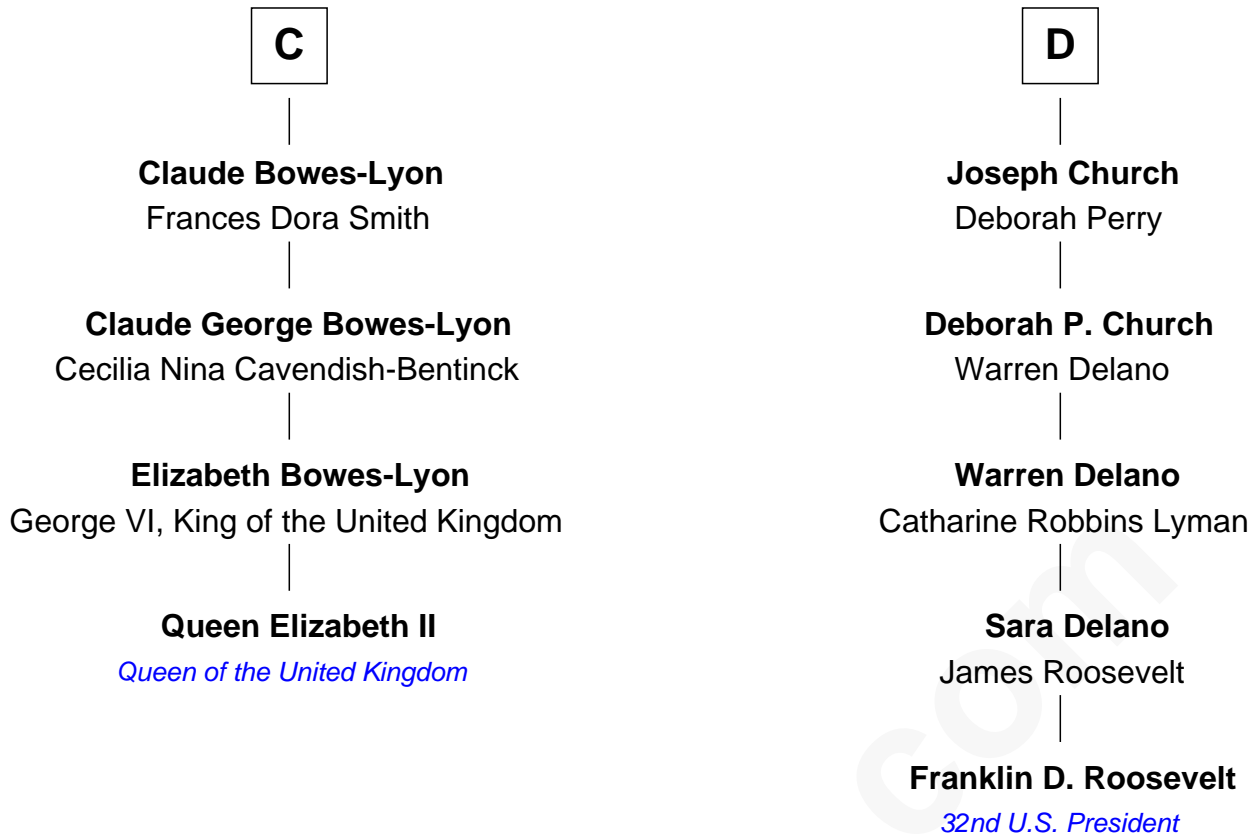 C
Claude Bowes-Lyon
Frances Dora Smith
Claude George Bowes-Lyon
Cecilia Nina Cavendish-Bentinck
Elizabeth Bowes-Lyon
George VI, King of the United Kingdom
Queen Elizabeth II
Queen of the United Kingdom
D
Joseph Church
Deborah Perry
Deborah P. Church
Warren Delano
Warren Delano
Catharine Robbins Lyman
Sara Delano
James Roosevelt
Franklin D. Roosevelt
32nd U.S. President
com